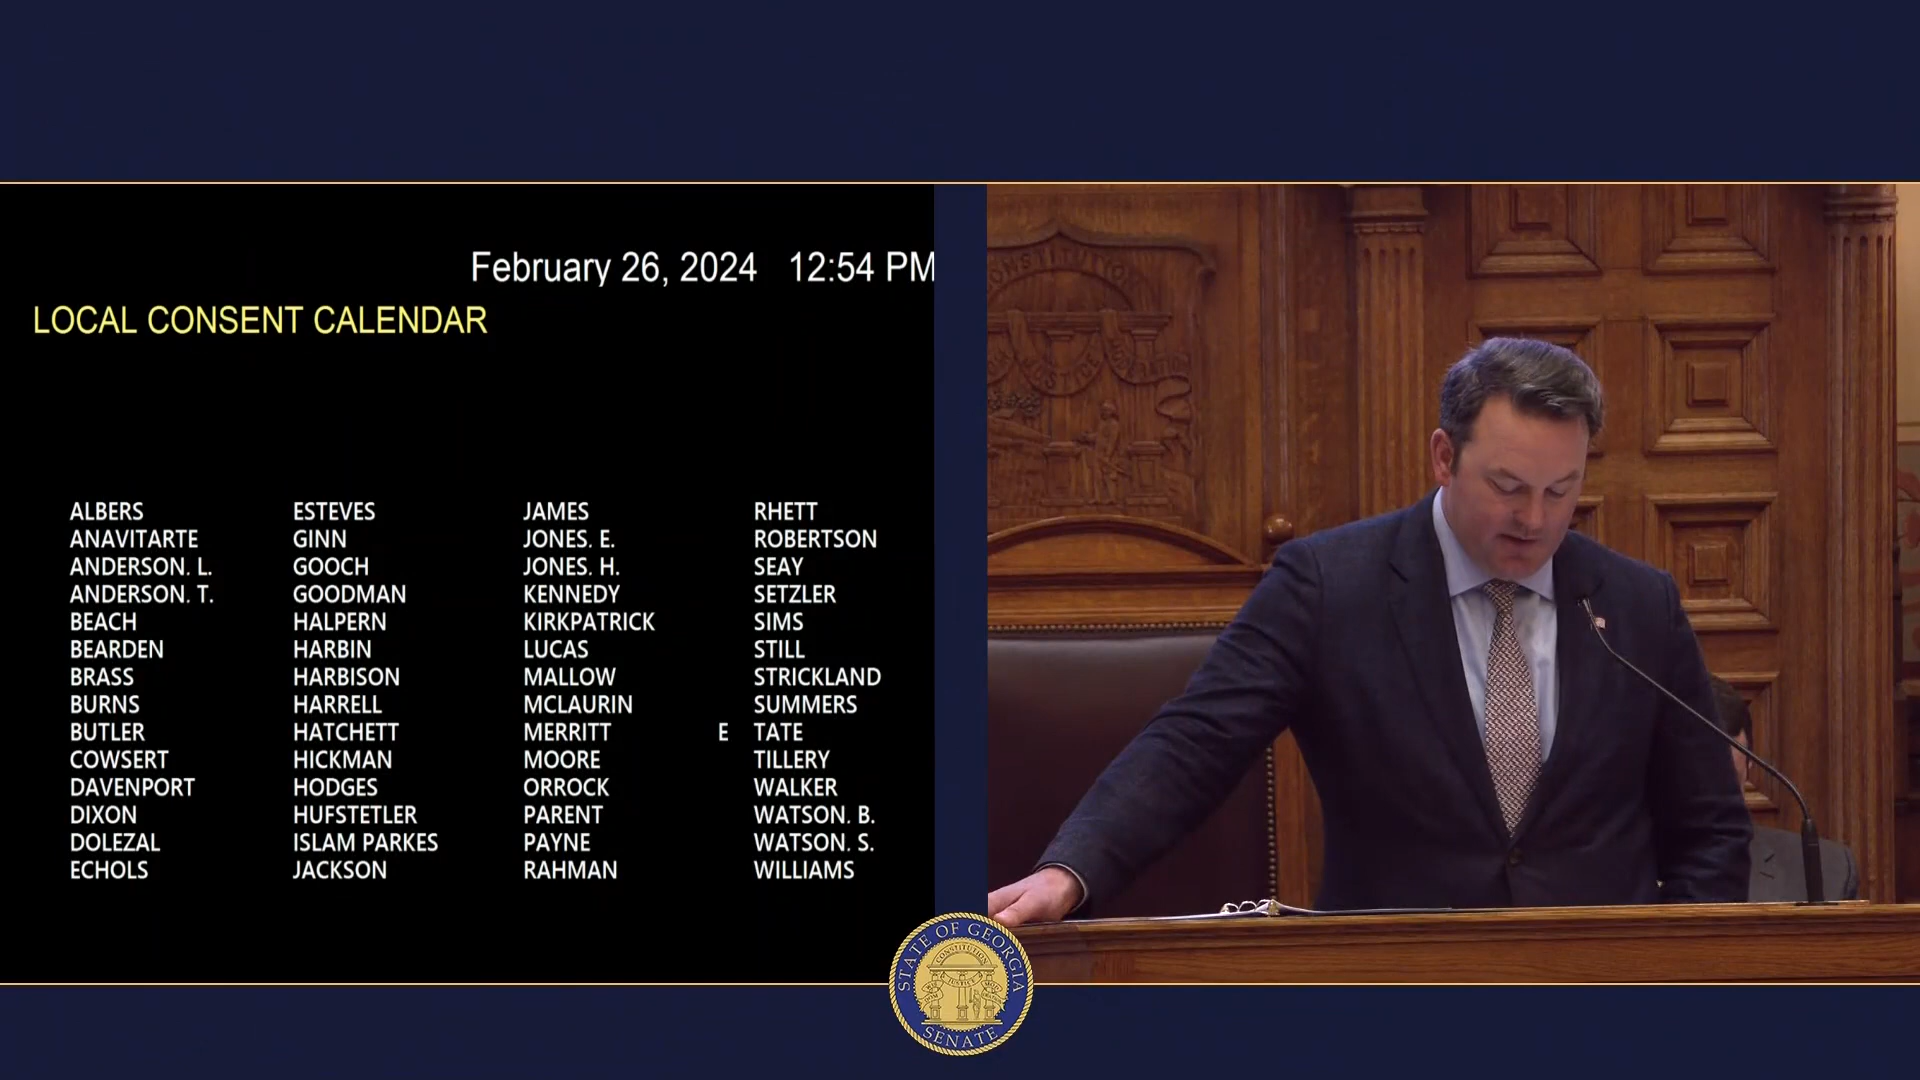 February 26, 2024 12:54 PM
LOCAL CONSENT CALENDAR
ALBERS ESTEVES JAMES RHETT
ANAVITARTE GINN JONES. E. ROBERTSON
ANDERSON. L. GOOCH JONES. H. SEAY
ANDERSON. T. GOODMAN KENNEDY SETZLER
BEACH HALPERN KIRKPATRICK SIMS
BEARDEN HARBIN LUCAS STILL
BRASS HARBISON MALLOW STRICKLAND
BURNS HARRELL MCLAURIN SUMMERS
BUTLER HATCHETT MERRITT E TATE
COWSERT HICKMAN MOORE TILLERY
DAVENPORT HODGES ORROCK WALKER
DIXON HUFSTETLER PARENT WATSON. B.
DOLEZAL ISLAM PARKES PAYNE WATSON. S.
ECHOLS JACKSON RAHMAN WILLIAMS
STATE OF GEORGIA
CONSTITUTION
JUSTICE
SENATE